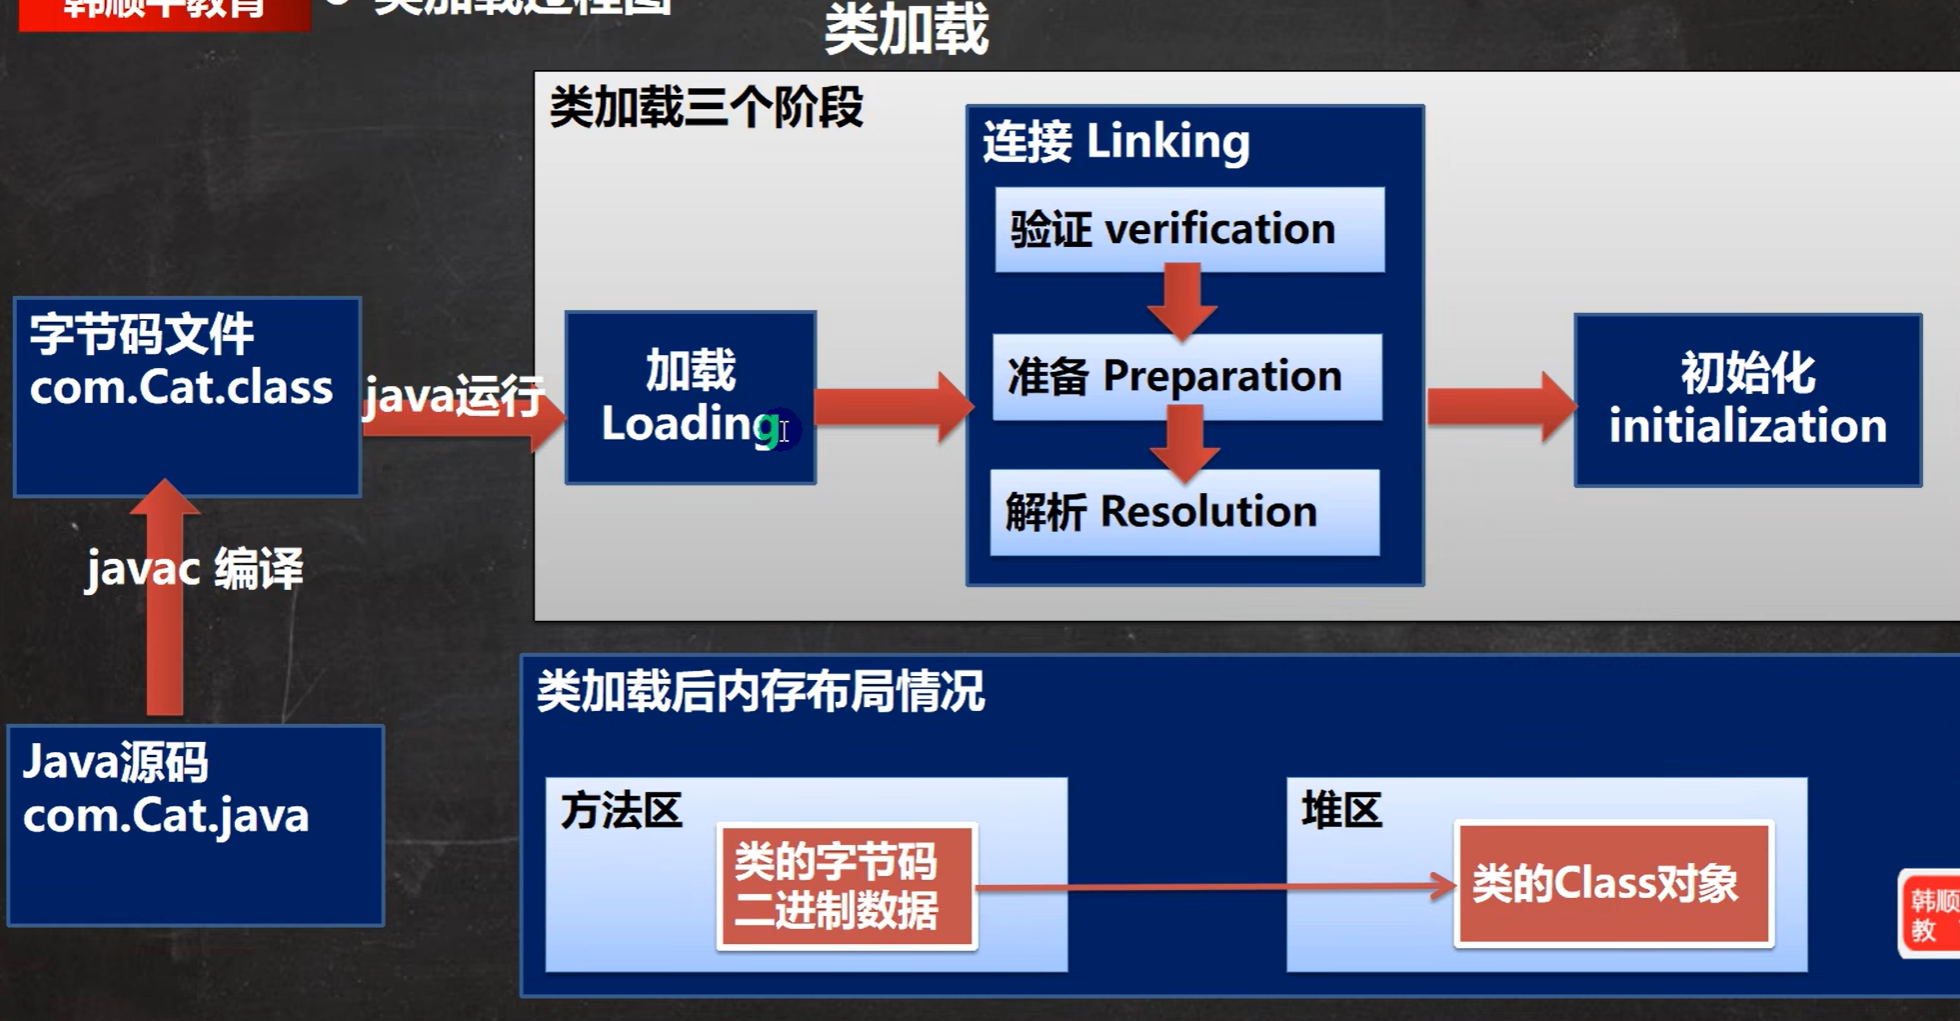 韩顺平教育
● 类加载过程图
类加载
类加载三个阶段
连接 Linking
验证 verification
准备 Preparation
解析 Resolution
字节码文件
com.Cat.class
java运行
加载
Loading
初始化
initialization
javac 编译
Java源码
com.Cat.java
类加载后内存布局情况
方法区
类的字节码
二进制数据
堆区
类的Class对象
韩顺
教